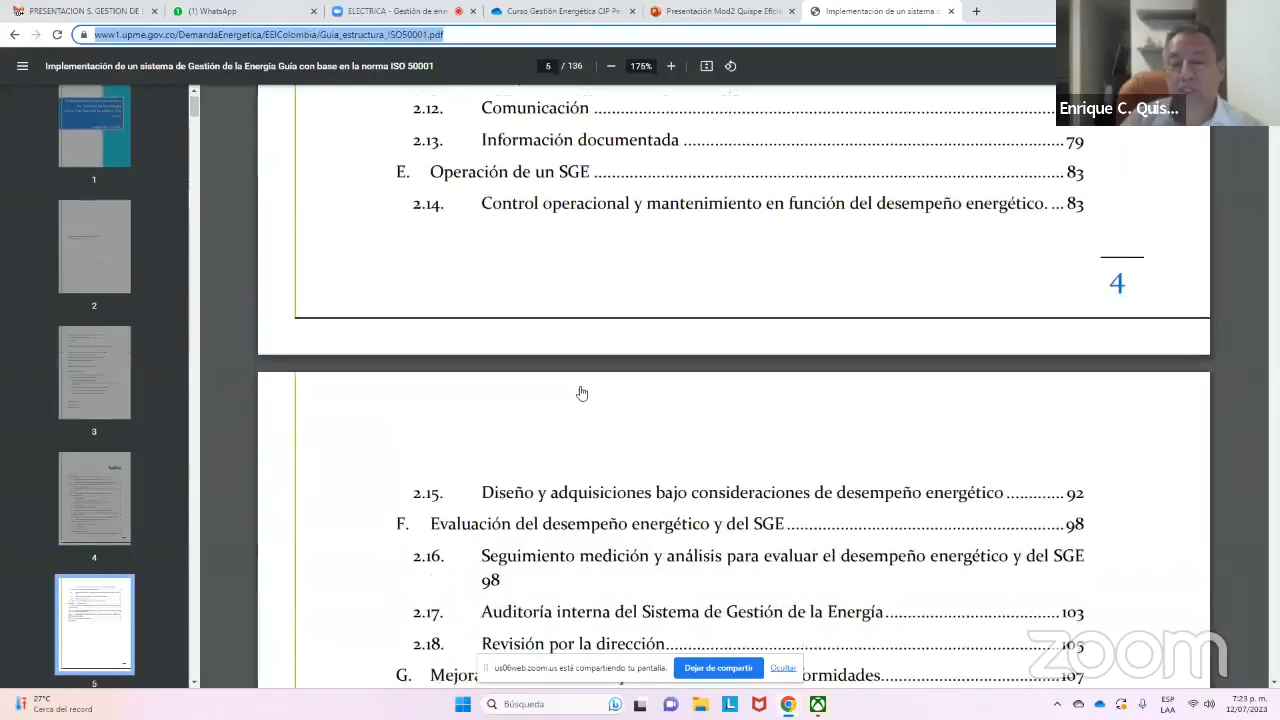 PRESENTACION S. GESTION DE L
WhatsApp
ELECTRICA - Gestión de ener
Curso Gestión Energética CIP Pe
Presentación Mod2 Quispe Eficie
Implementación de un sistema d
www1.upme.gov.co/DemandaEnergetica/EEIColombia/Guia_estructura_ISO50001.pdf
Implementación de un sistema de Gestión de la Energía Guía con base en la norma ISO 50001
5 / 136
175%
Enrique C. Quis...
2.12. Comunicación
2.13. Información documentada 79
E. Operación de un SGE 83
2.14. Control operacional y mantenimiento en función del desempeño energético. ... 83
4
2.15. Diseño y adquisiciones bajo consideraciones de desempeño energético 92
F. Evaluación del desempeño energético y del SGE 98
2.16. Seguimiento medición y análisis para evaluar el desempeño energético y del SGE
98
2.17. Auditoría interna del Sistema de Gestión de la Energía 103
2.18. Revisión por la dirección 105
G. Mejora ormidades 107
1
2
3
4
5
us06web.zoom.us está compartiendo tu pantalla.
Dejar de compartir
Ocultar
zoom
27°C
Cerca del récord
Búsqueda
ESP
LAA
7:23 p. m.
12/07/2023